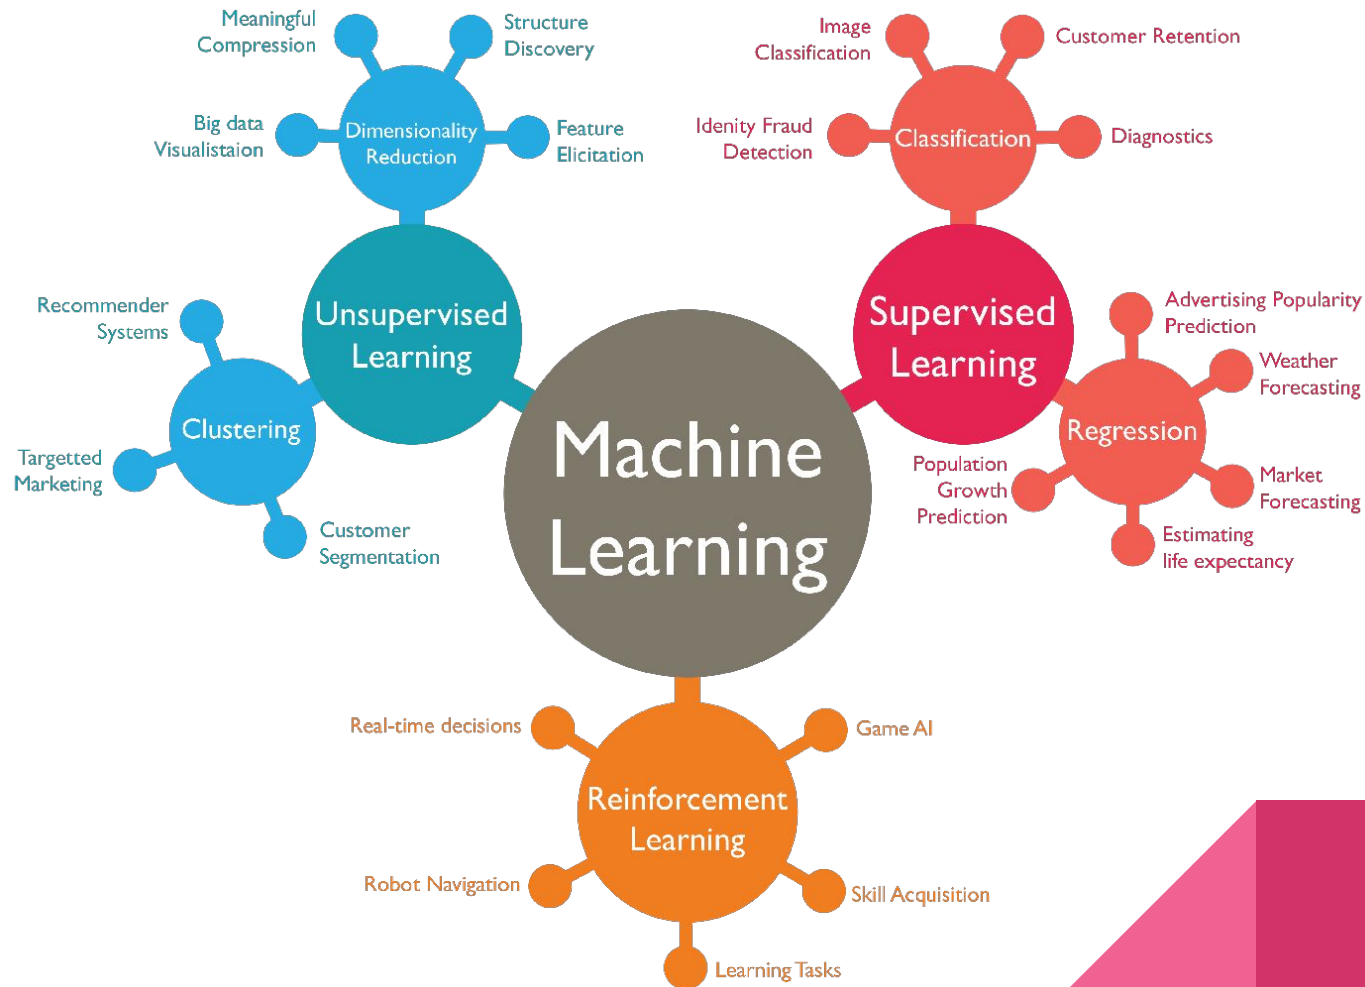 Meaningful
Compression
Structure
Discovery
Big data
Visualistaion
Dimensionality
Reduction
Feature
Elicitation
Image
Classification
Customer Retention
Idenity Fraud
Detection
Classification
Diagnostics
Unsupervised
Learning
Recommender
Systems
Clustering
Targetted
Marketing
Customer
Segmentation
Machine
Learning
Supervised
Learning
Advertising Popularity
Prediction
Weather
Forecasting
Regression
Population
Growth
Prediction
Market
Forecasting
Estimating
life expectancy
Real-time decisions
Game AI
Reinforcement
Learning
Robot Navigation
Skill Acquisition
Learning Tasks